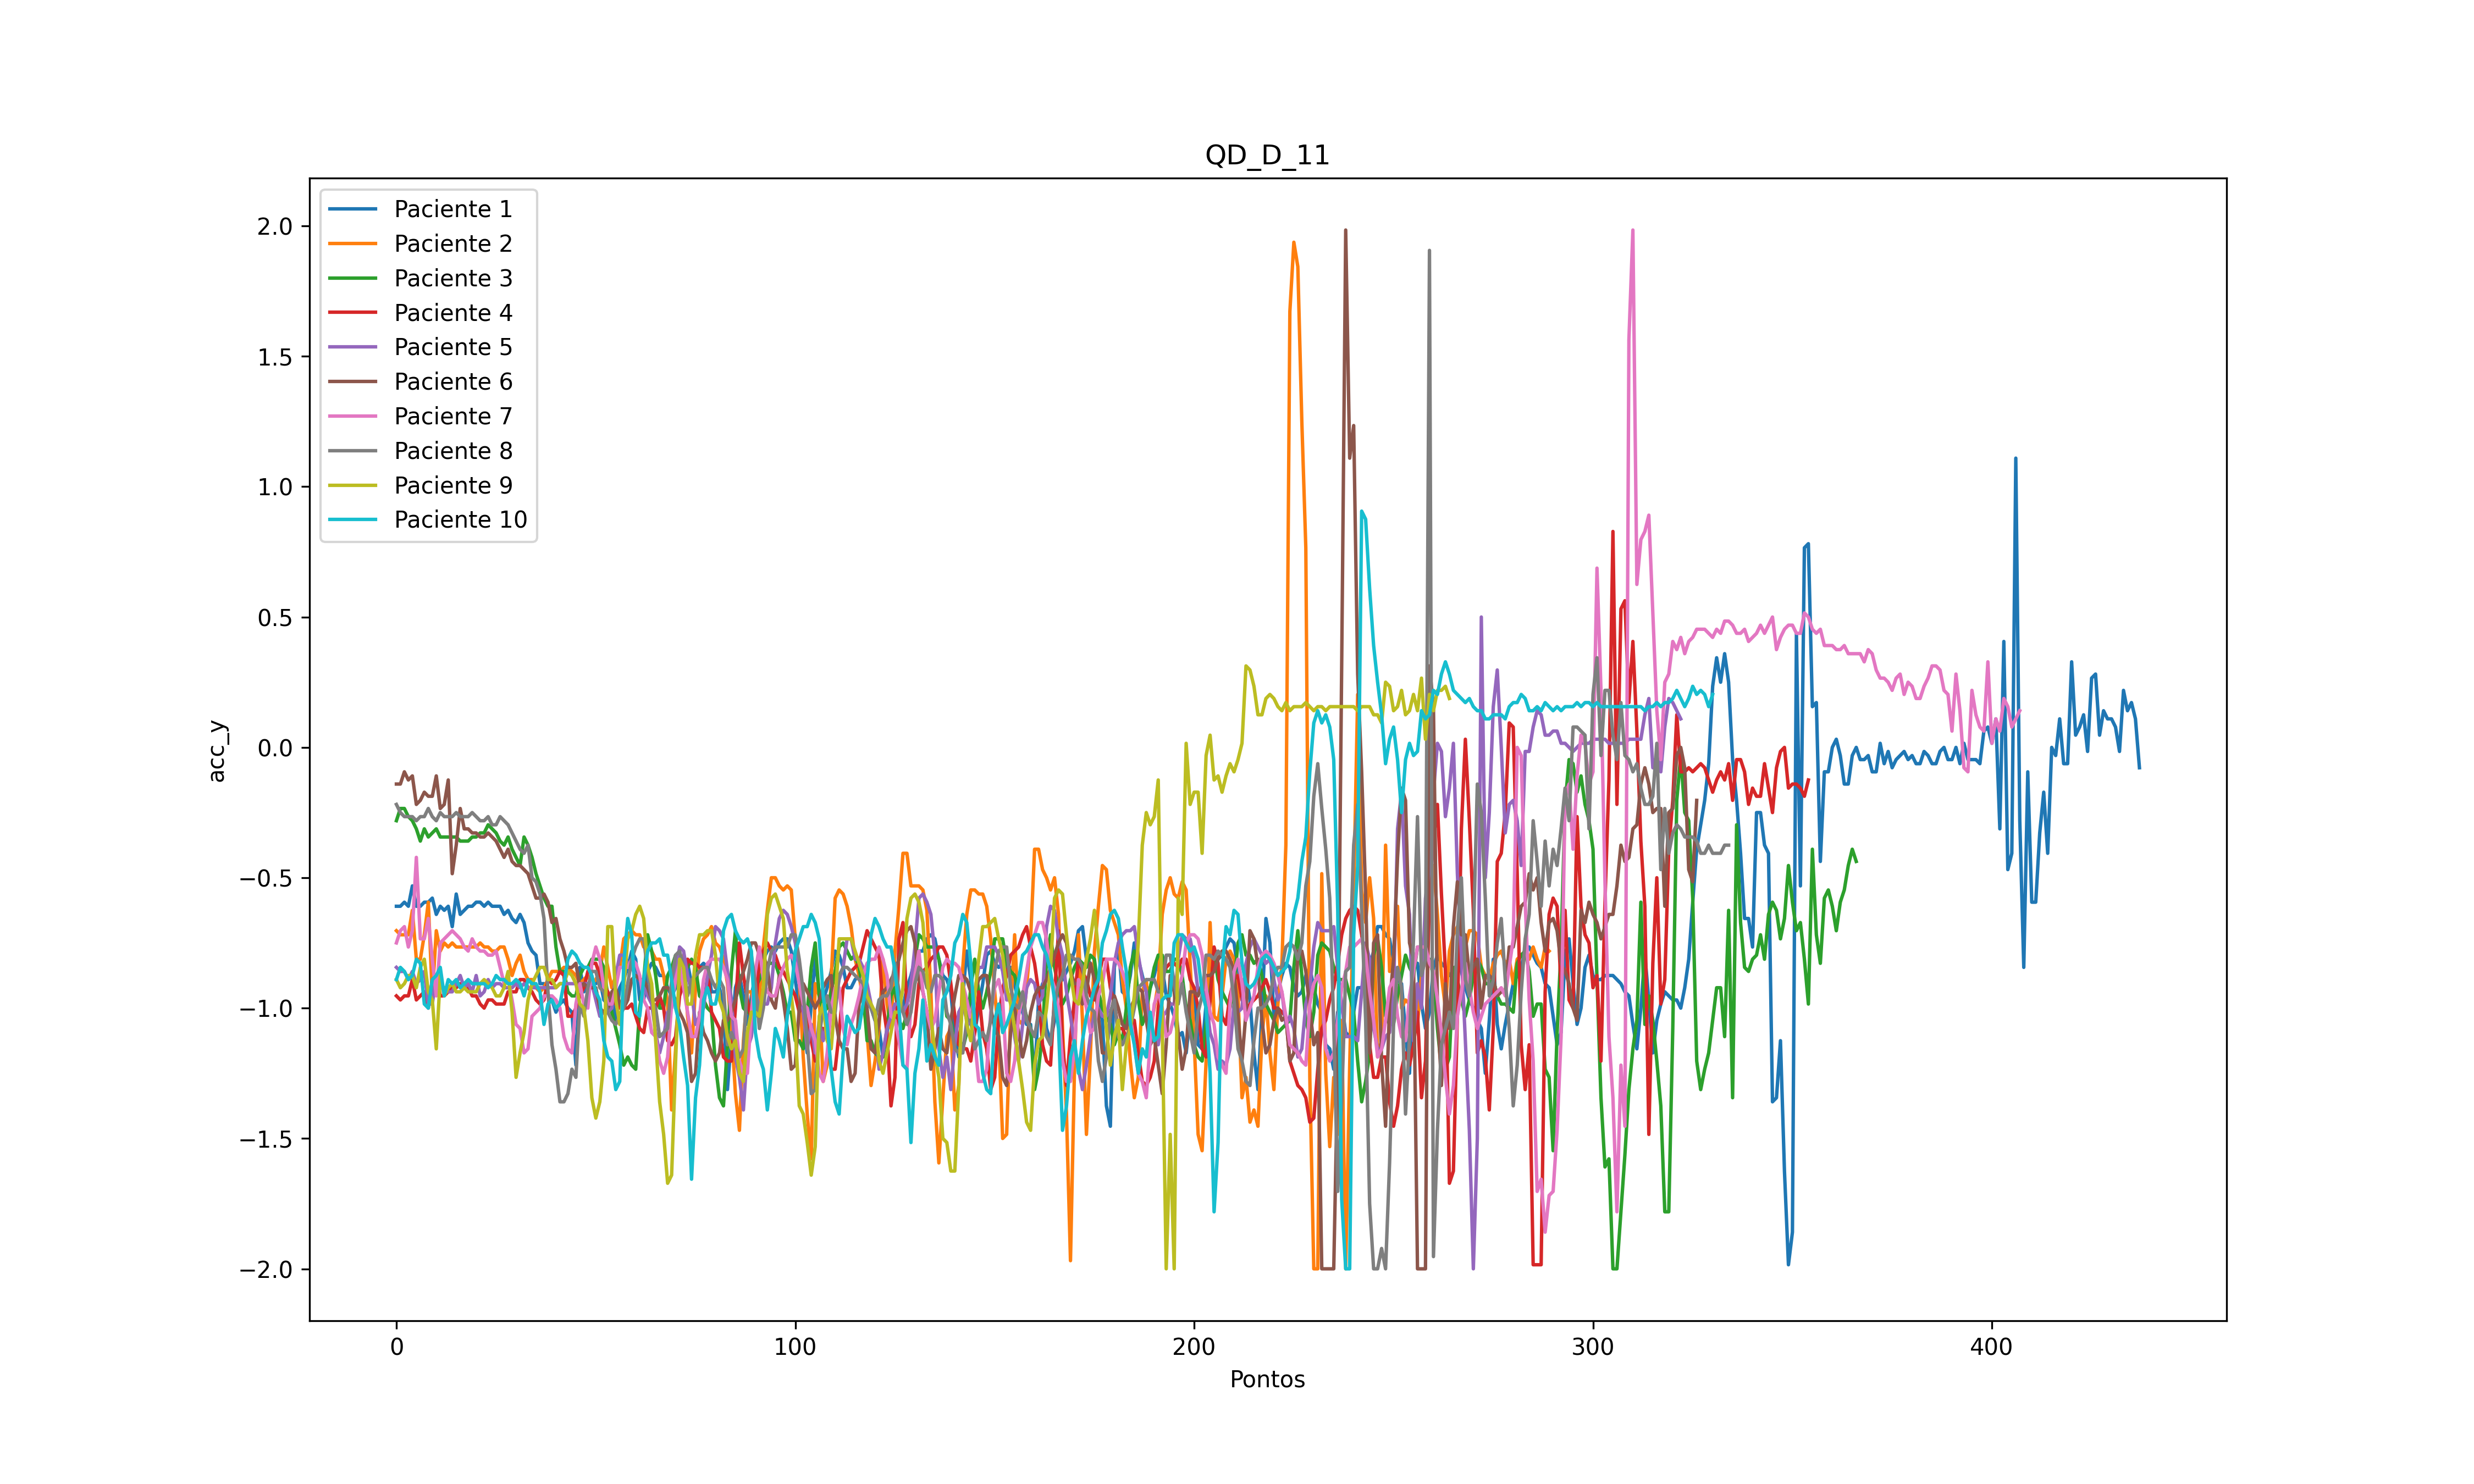 QD_D_11
Paciente 1
Paciente 2
Paciente 3
Paciente 4
Paciente 5
Paciente 6
Paciente 7
Paciente 8
Paciente 9
Paciente 10
2.0
1.5
1.0
0.5
0.0
−0.5
−1.0
−1.5
−2.0
acc_y
0 100 200 300 400
Pontos